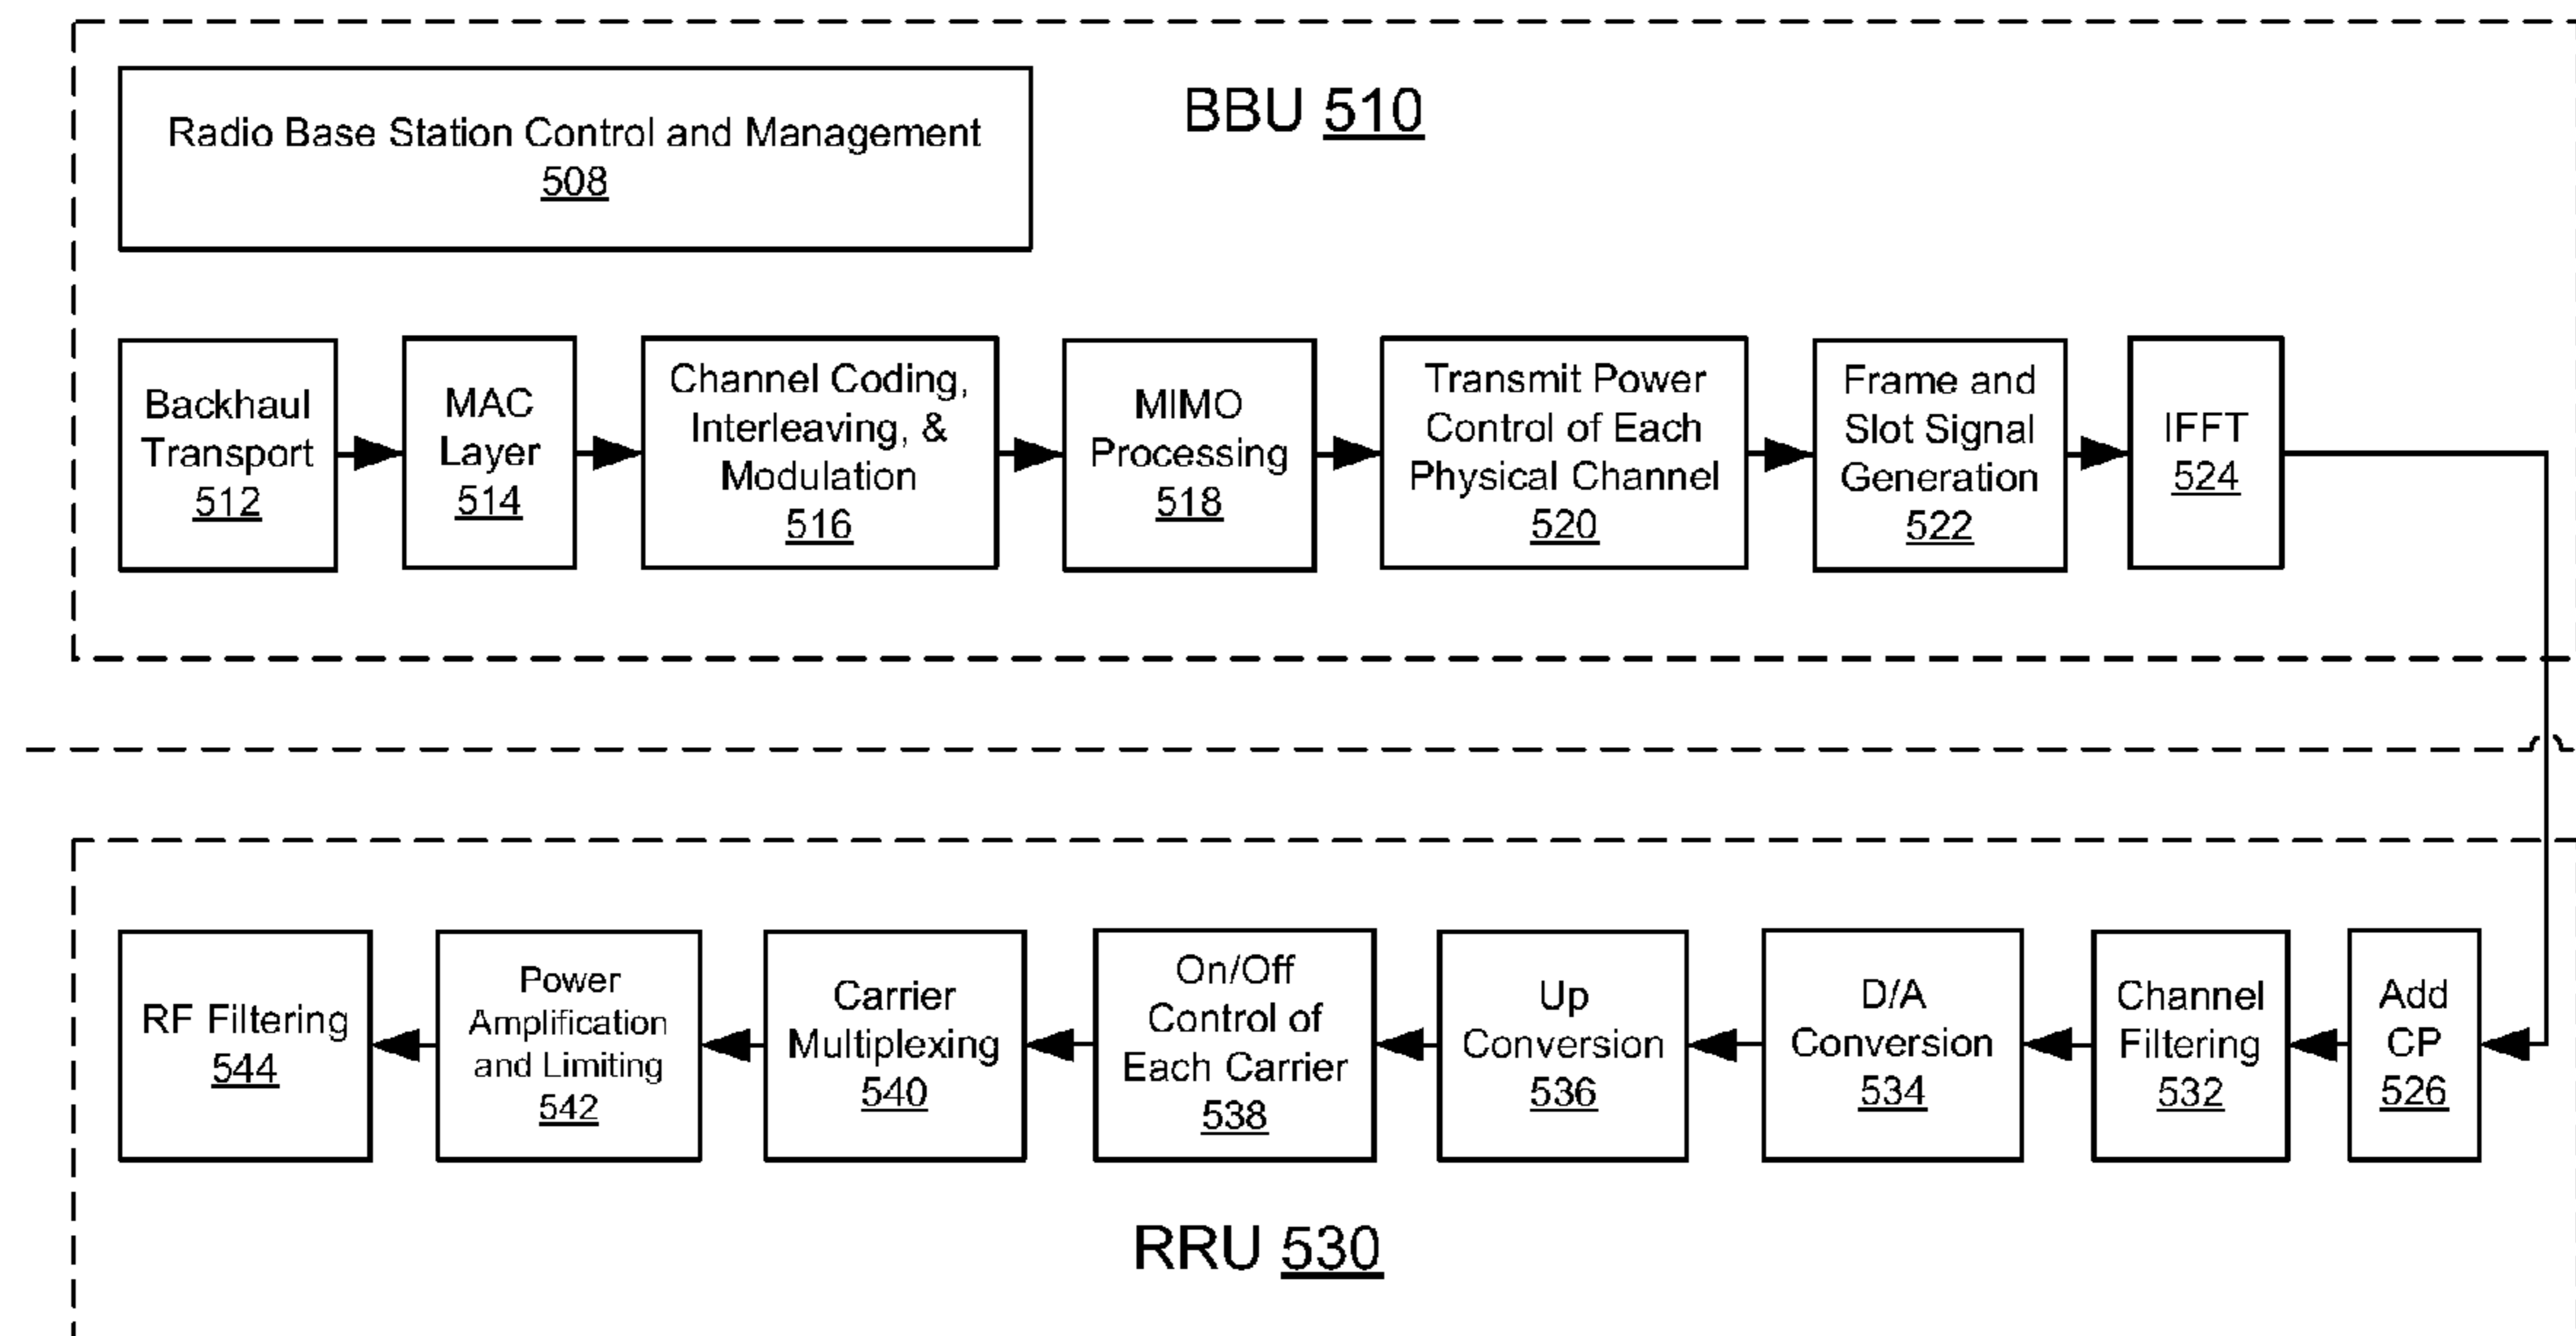 BBU 510
Radio Base Station Control and Management
508
Backhaul
Transport
512
MAC
Layer
514
Channel Coding,
Interleaving, &
Modulation
516
MIMO
Processing
518
Transmit Power
Control of Each
Physical Channel
520
Frame and
Slot Signal
Generation
522
IFFT
524
RF Filtering
544
Power
Amplification
and Limiting
542
Carrier
Multiplexing
540
On/Off
Control of
Each Carrier
538
Up
Conversion
536
D/A
Conversion
534
Channel
Filtering
532
Add
CP
526
RRU 530